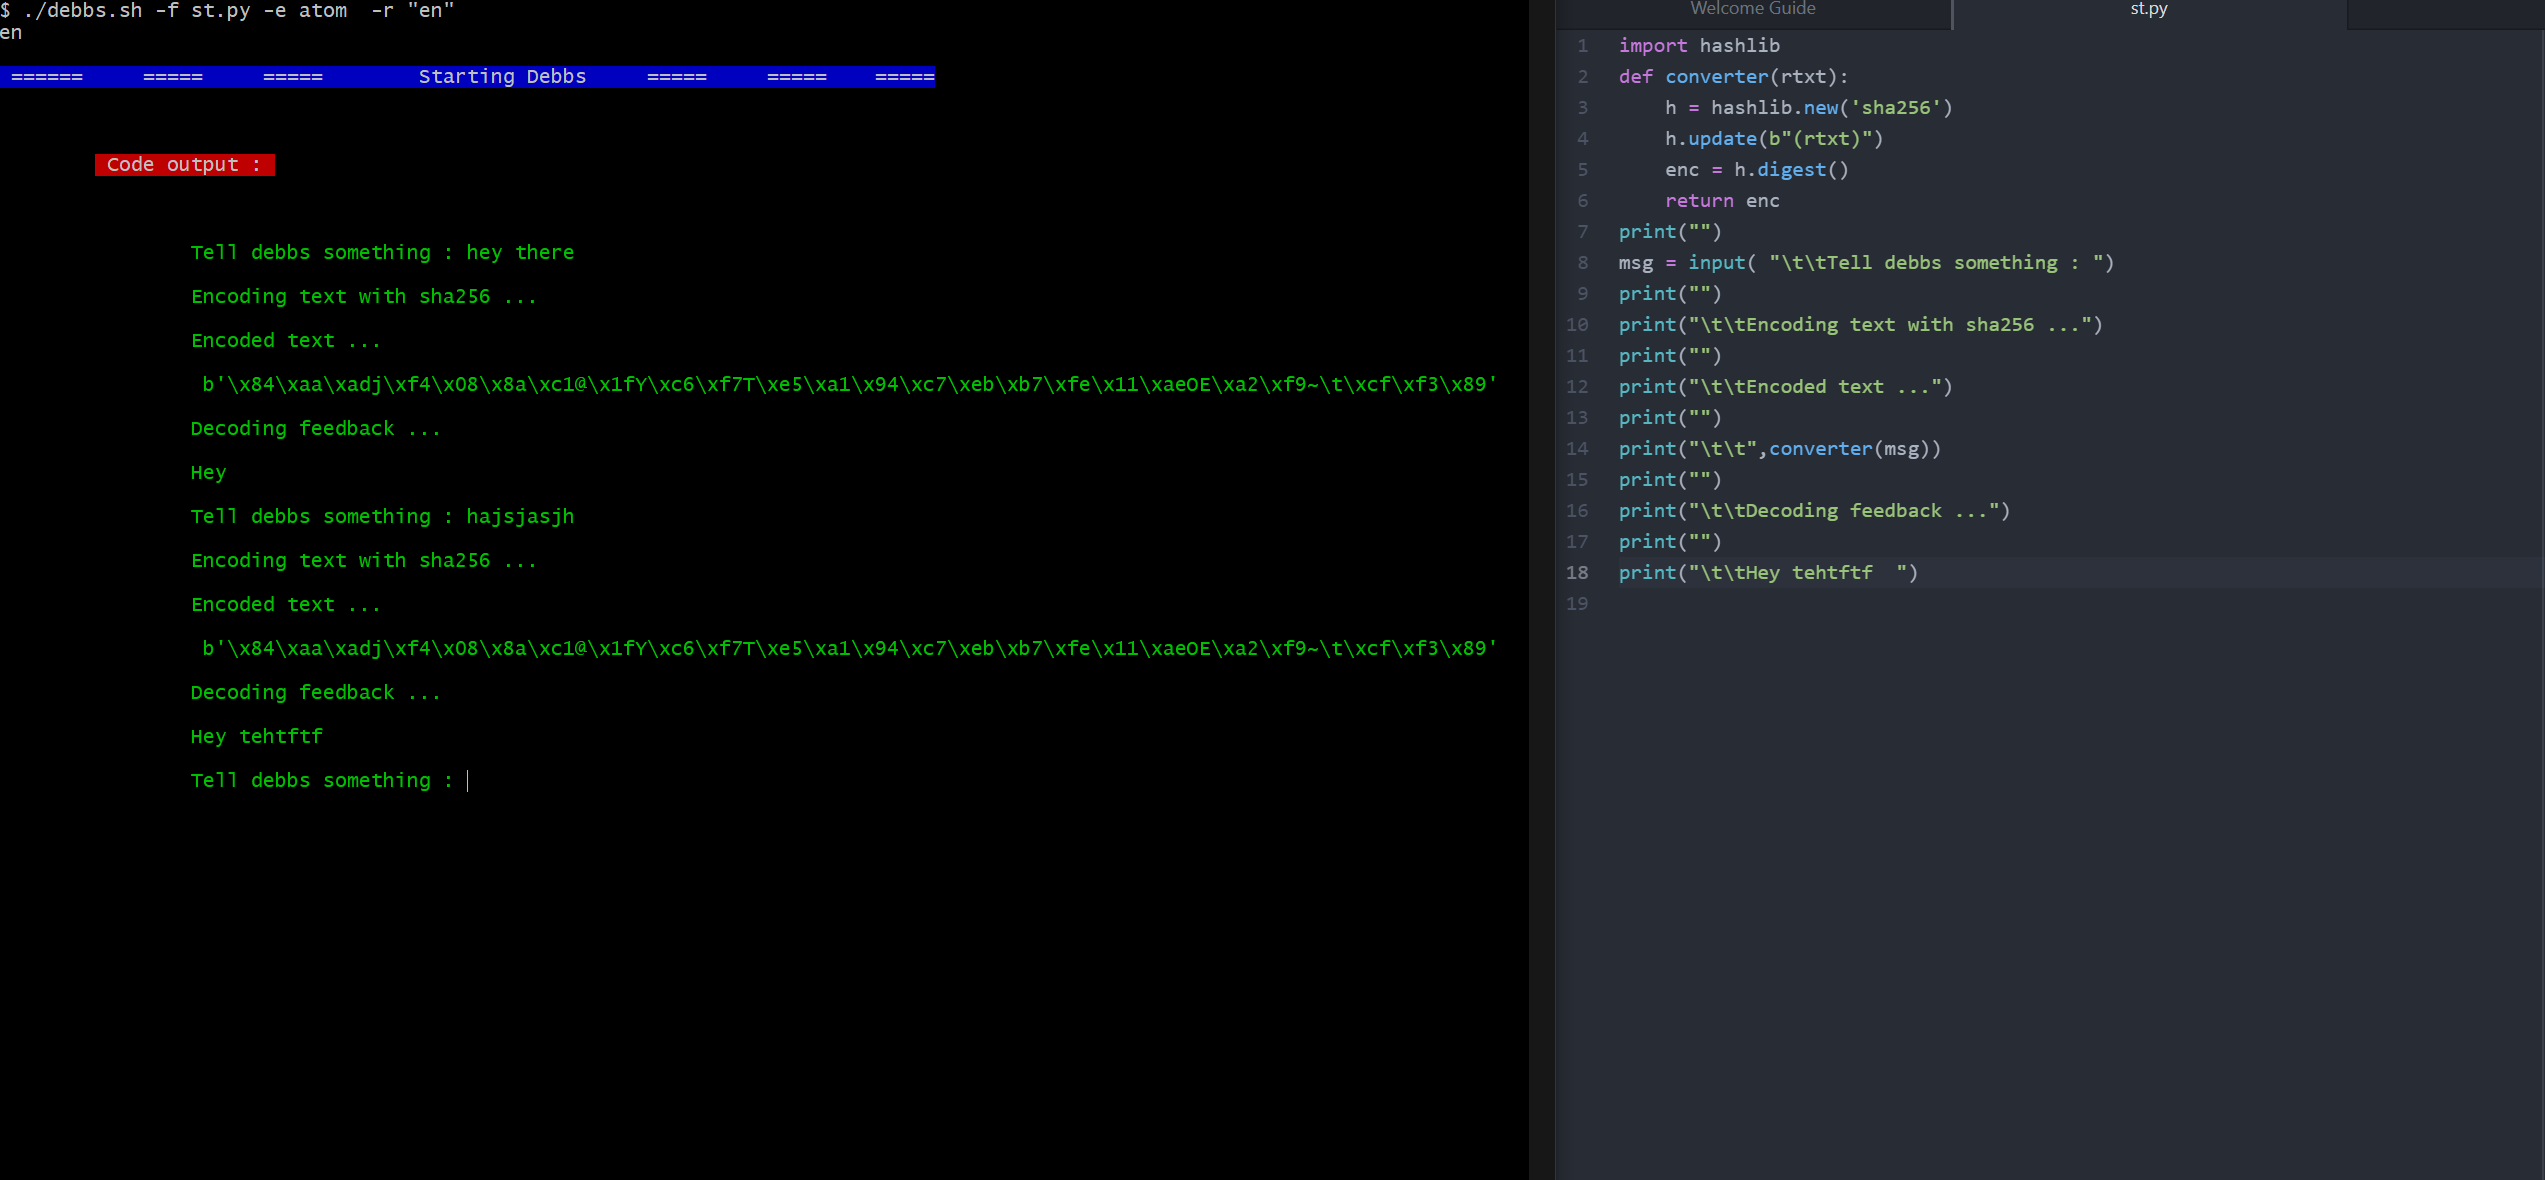 $ ./debbs.sh -f st.py -e atom  -r "en"
en
======     =====     =====        Starting Debbs     =====     =====    =====
Code output :
Tell debbs something : hey there
Encoding text with sha256 ...
Encoded text ...
b'\x84\xaa\xadj\xf4\x08\x8a\xc1@\x1fY\xc6\xf7T\xe5\xa1\x94\xc7\xeb\xb7\xfe\x11\xaeOE\xa2\xf9~\t\xcf\xf3\x89'
Decoding feedback ...
Hey
Tell debbs something : hajsjasjh
Encoding text with sha256 ...
Encoded text ...
b'\x84\xaa\xadj\xf4\x08\x8a\xc1@\x1fY\xc6\xf7T\xe5\xa1\x94\xc7\xeb\xb7\xfe\x11\xaeOE\xa2\xf9~\t\xcf\xf3\x89'
Decoding feedback ...
Hey tehtftf
Tell debbs something :
Welcome Guide
st.py
1 import hashlib
2 def converter(rtxt):
3     h = hashlib.new('sha256')
4     h.update(b"(rtxt)")
5     enc = h.digest()
6     return enc
7 print("")
8 msg = input( "\t\tTell debbs something : ")
9 print("")
10 print("\t\tEncoding text with sha256 ...")
11 print("")
12 print("\t\tEncoded text ...")
13 print("")
14 print("\t\t",converter(msg))
15 print("")
16 print("\t\tDecoding feedback ...")
17 print("")
18 print("\t\tHey tehtftf  ")
19